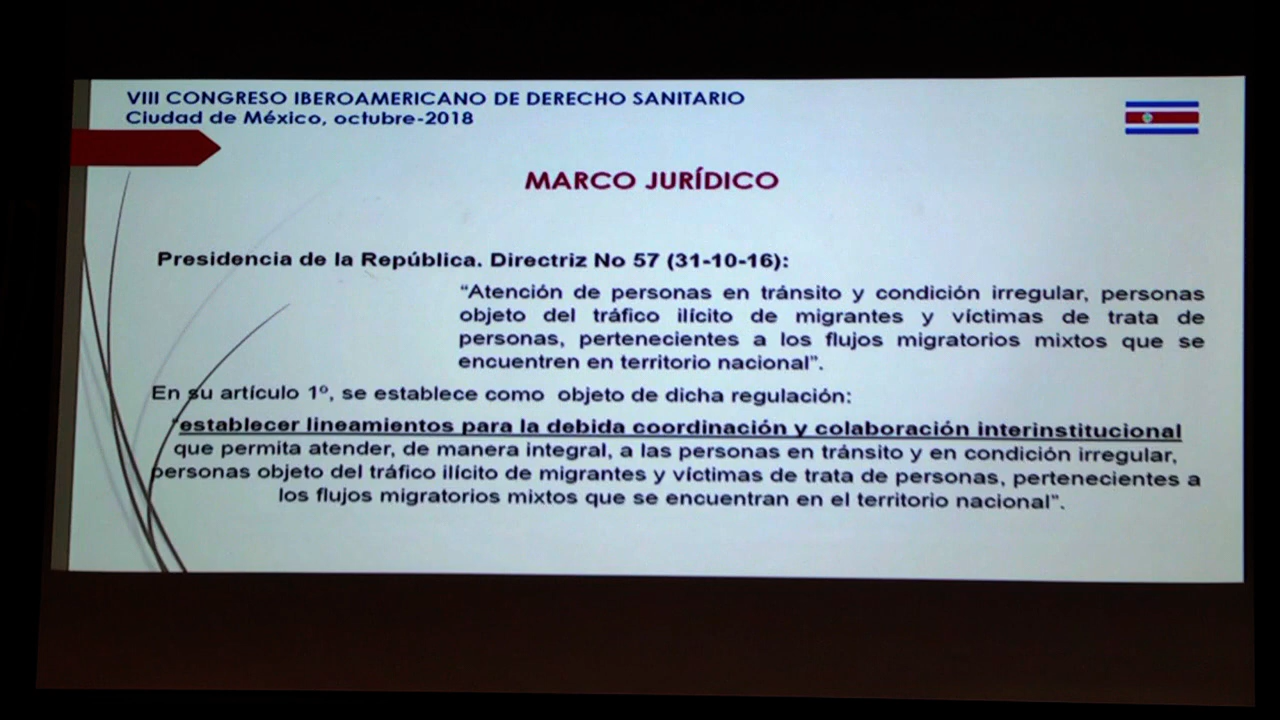 VIII CONGRESO IBEROAMERICANO DE DERECHO SANITARIO
Ciudad de México, octubre-2018
MARCO JURÍDICO
Presidencia de la República. Directriz No 57 (31-10-16):
“Atención de personas en tránsito y condición irregular, personas
objeto del tráfico ilícito de migrantes y víctimas de trata de
personas, pertenecientes a los flujos migratorios mixtos que se
encuentren en territorio nacional”.
En su artículo 1º, se establece como objeto de dicha regulación:
“establecer lineamientos para la debida coordinación y colaboración interinstitucional
que permita atender, de manera integral, a las personas en tránsito y en condición irregular,
personas objeto del tráfico ilícito de migrantes y víctimas de trata de personas, pertenecientes a
los flujos migratorios mixtos que se encuentran en el territorio nacional”.